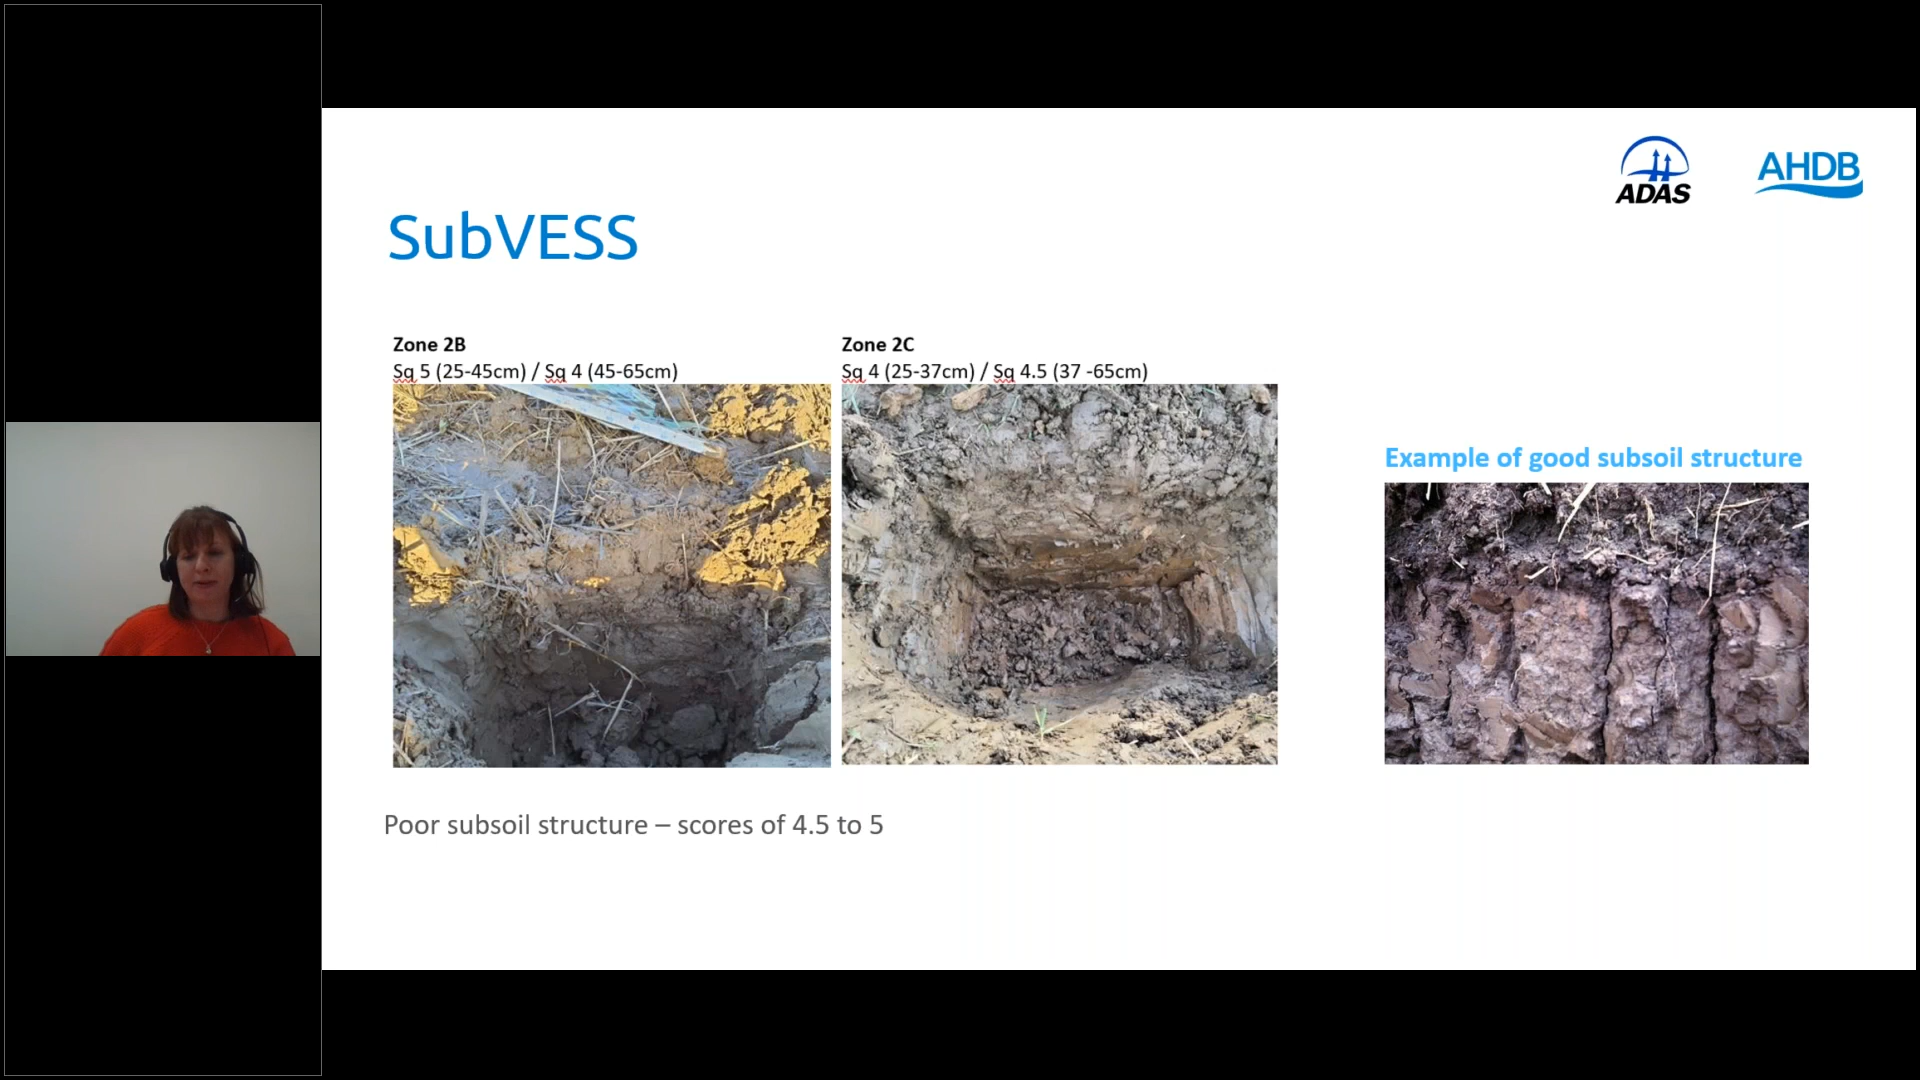 ADAS
AHDB
SubVESS
Zone 2B
Sq 5 (25-45cm) / Sq 4 (45-65cm)
Zone 2C
Sq 4 (25-37cm) / Sq 4.5 (37 -65cm)
Example of good subsoil structure
Poor subsoil structure – scores of 4.5 to 5